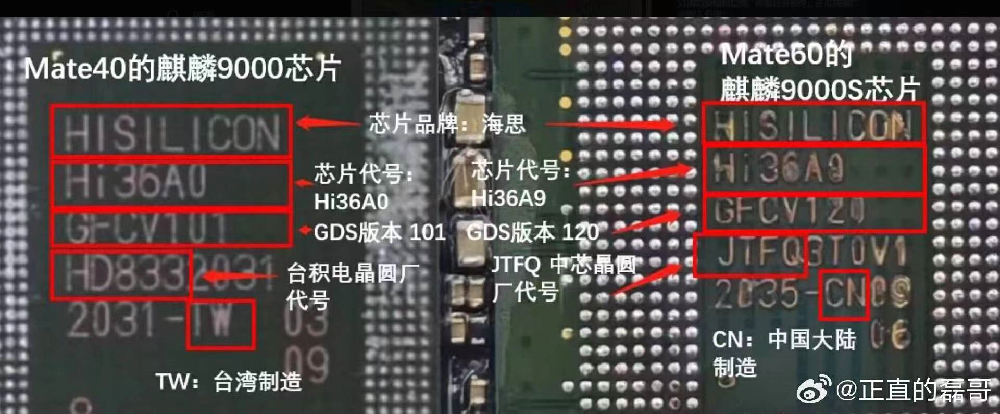 Mate40的麒麟9000芯片
HISILICON
Hi36A0
GFCV101
HD8332031
2031-TW 03
09
TW：台湾制造
芯片品牌：海思
芯片代号：
Hi36A0
GDS版本 101
台积电晶圆厂
代号
芯片代号：
Hi36A9
GDS版本 120
JTFQ 中芯晶圆
厂代号
Mate60的
麒麟9000S芯片
HISILICON
Hi36A9
GFCV120
JTFQ3T0V1
2035-CN09
06
CN：中国大陆
制造
@正直的磊哥